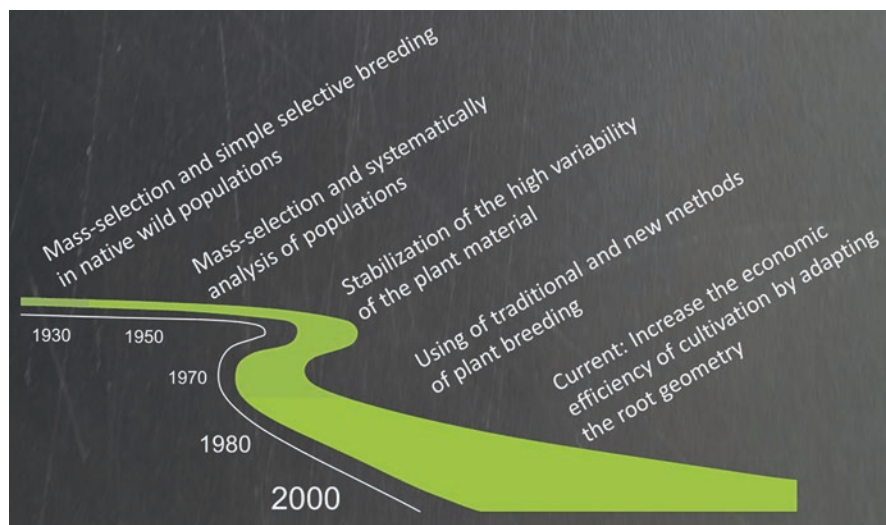 Mass-selection and simple selective breeding
in native wild populations
Mass-selection and systematically
analysis of populations
Stabilization of the high variability
of the plant material
Using of traditional and new methods
of plant breeding
Current: Increase the economic
efficiency of cultivation by adapting
the root geometry
1930
1950
1970
1980
2000